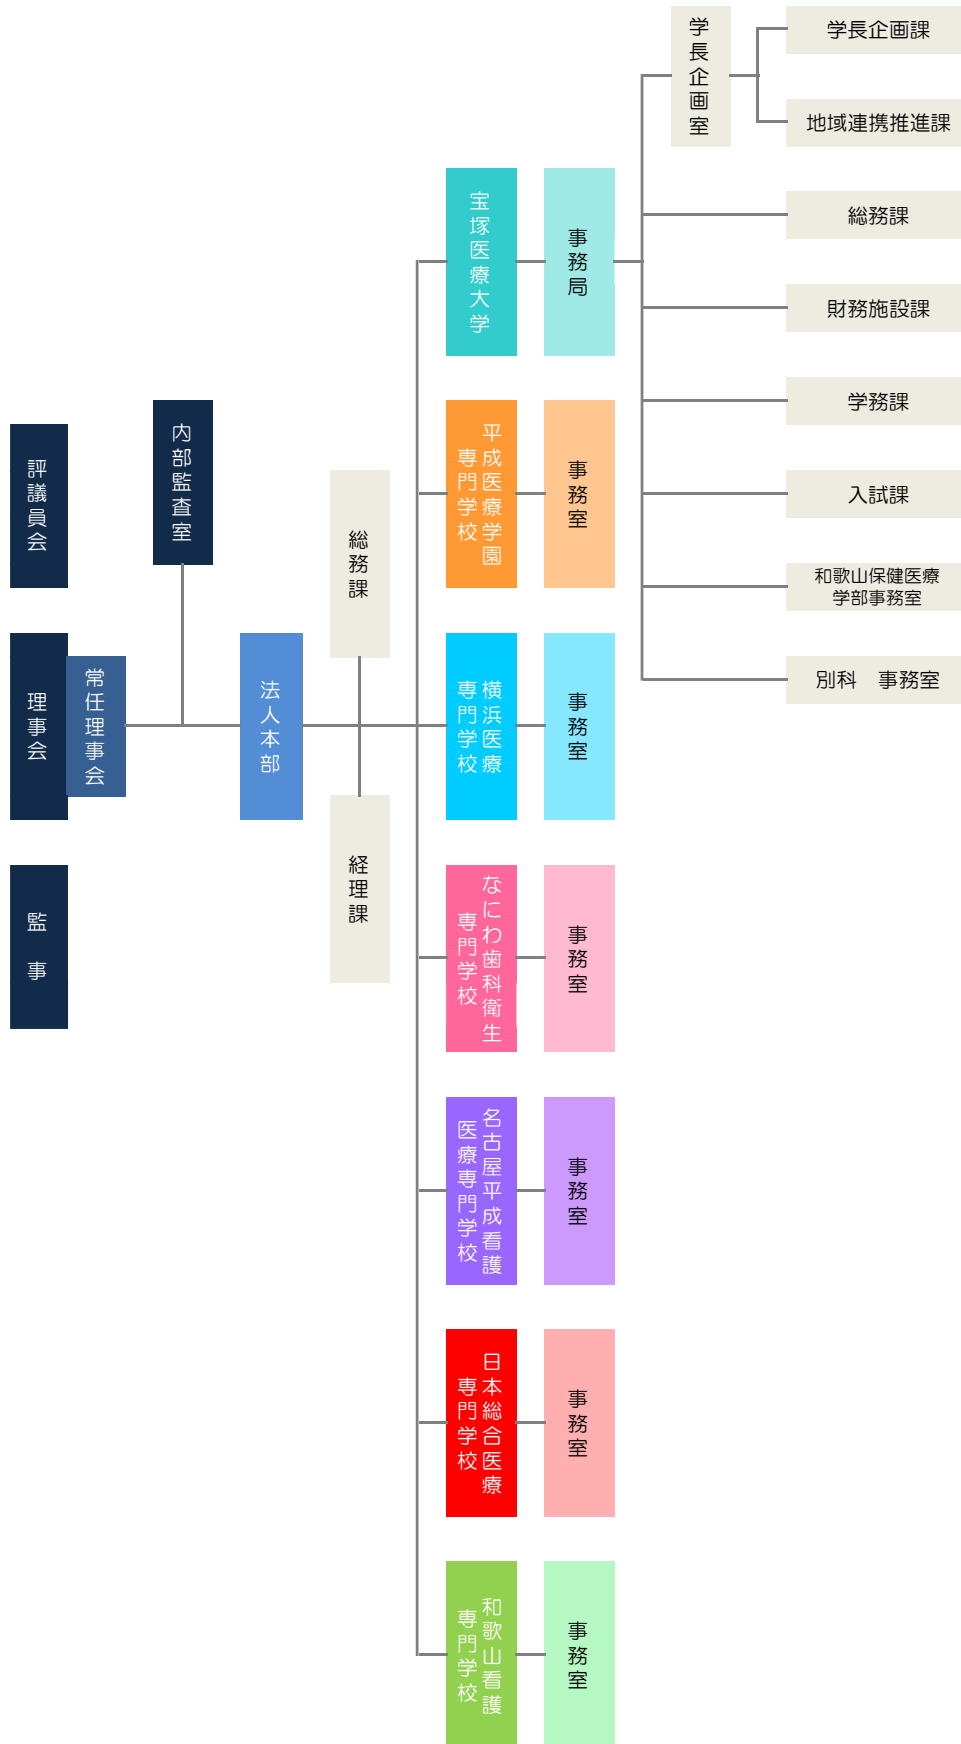 評議員会
理事会
常任理事会
監　事
内部監査室
法人本部
総務課
経理課
宝塚医療大学
事務局
学長企画室
学長企画課
地域連携推進課
総務課
財務施設課
学務課
入試課
和歌山保健医療
学部事務室
別科　事務室
平成医療学園
専門学校
事務室
横浜医療
専門学校
事務室
なにわ歯科衛生
専門学校
事務室
名古屋平成看護
医療専門学校
事務室
日本総合医療
専門学校
事務室
和歌山看護
専門学校
事務室